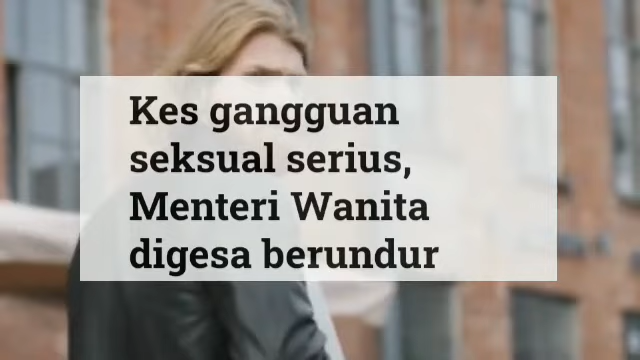 Kes gangguan
seksual serius,
Menteri Wanita
digesa berundur